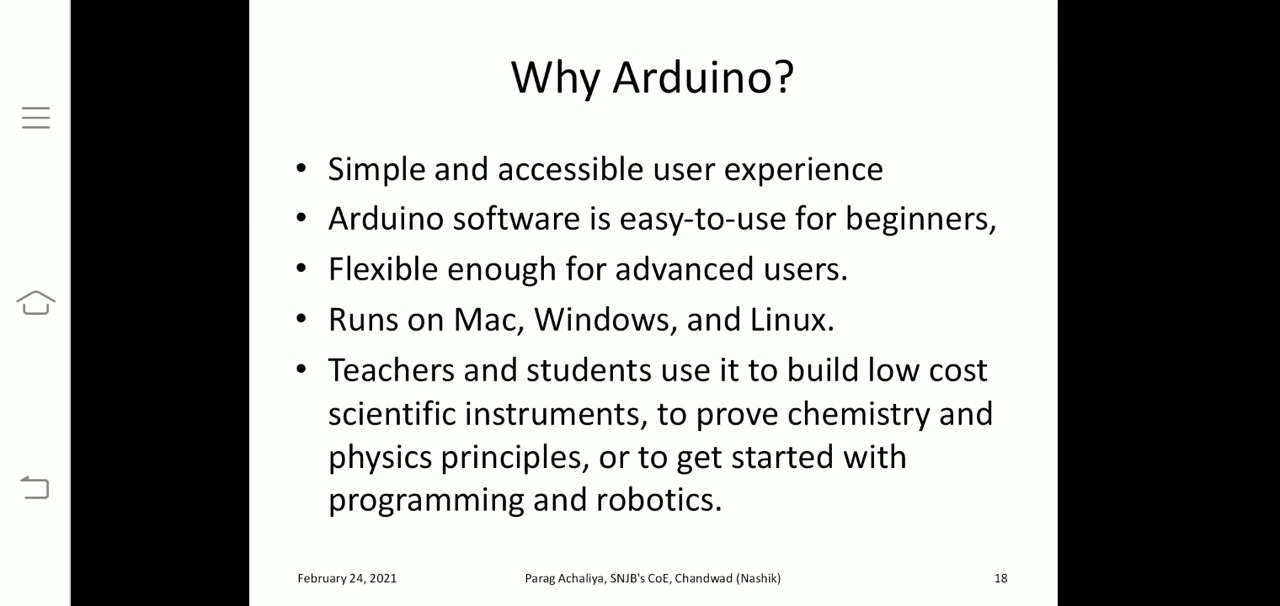 Why Arduino?
• Simple and accessible user experience
• Arduino software is easy-to-use for beginners,
• Flexible enough for advanced users.
• Runs on Mac, Windows, and Linux.
• Teachers and students use it to build low cost
scientific instruments, to prove chemistry and
physics principles, or to get started with
programming and robotics.
February 24, 2021
Parag Achaliya, SNJB's CoE, Chandwad (Nashik)
18